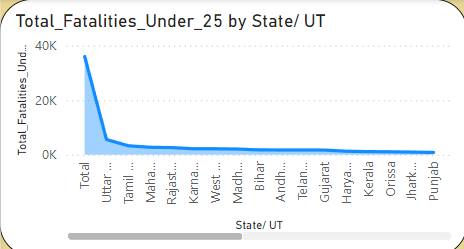 Total_Fatalities_Under_25 by State/ UT
Total_Fatalities_Und...
40K
20K
0K
Total
Uttar ...
Tamil ...
Maha...
Rajast...
Karna...
West ...
Madh...
Bihar
Andh...
Telan...
Gujarat
Harya...
Kerala
Orissa
Jhark...
Punjab
State/ UT